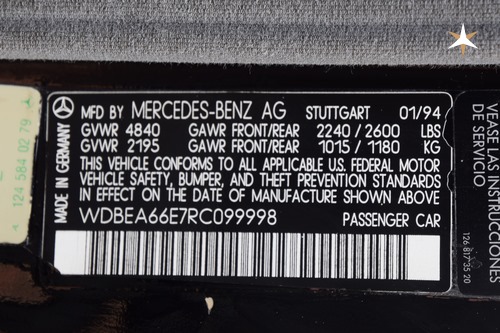 MFD BY MERCEDES-BENZ AG STUTTGART 01/94
GVWR 4840 GAWR FRONT/REAR 2240/2600 LBS
GVWR 2195 GAWR FRONT/REAR 1015/1180 KG
THIS VEHICLE CONFORMS TO ALL APPLICABLE U.S. FEDERAL MOTOR
VEHICLE SAFETY, BUMPER, AND THEFT PREVENTION STANDARDS
IN EFFECT ON THE DATE OF MANUFACTURE SHOWN ABOVE
WDBEA66E7RC099998 PASSENGER CAR
MADE IN GERMANY
124 584 02 79
INSTRUCCIONES
DE SERVICIO
126 817 35 20